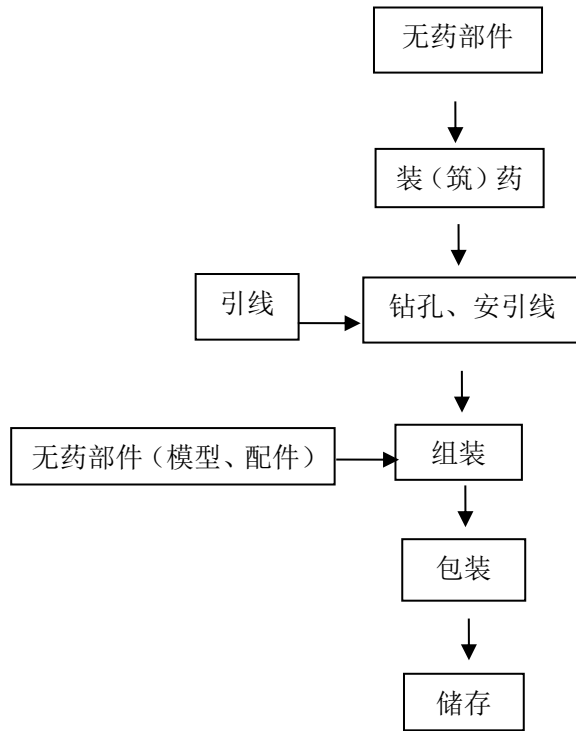 无药部件
装（筑）药
引线
钻孔、安引线
无药部件（模型、配件）
组装
包装
储存